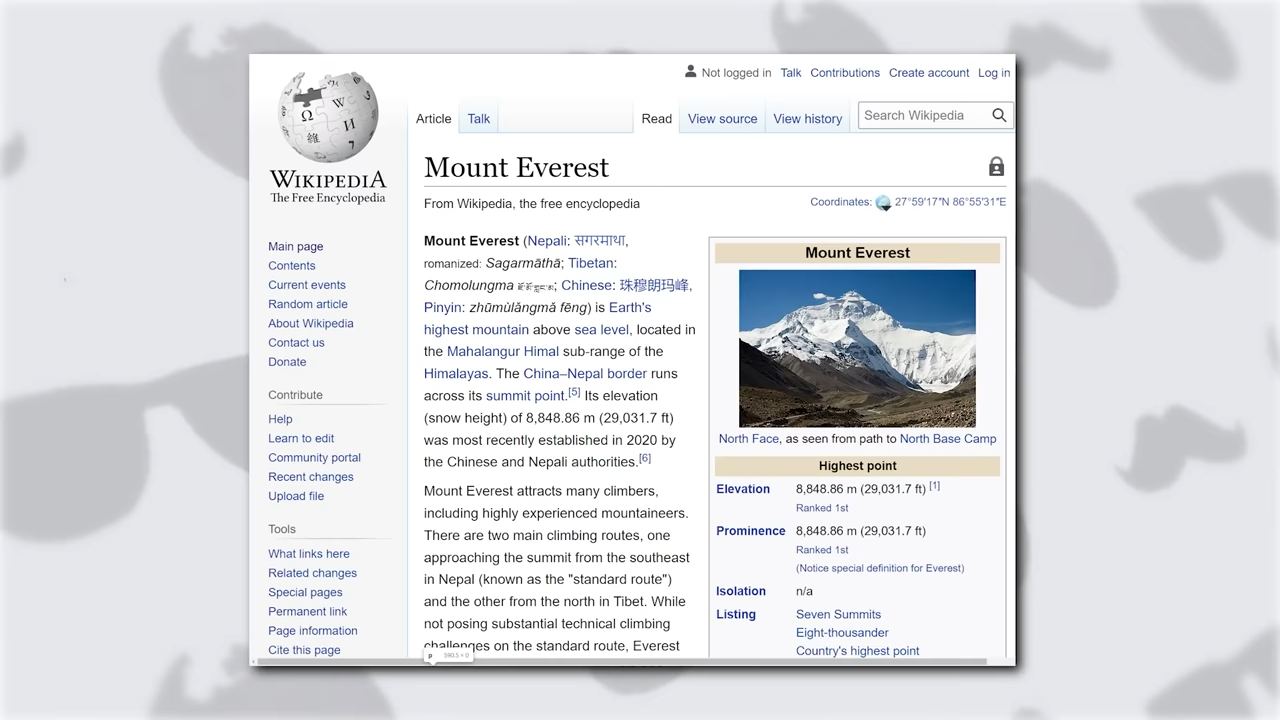 Not logged in Talk Contributions Create account Log in
Article Talk Read View source View history Search Wikipedia
WIKIPEDIA
The Free Encyclopedia
Main page
Contents
Current events
Random article
About Wikipedia
Contact us
Donate
Contribute
Help
Learn to edit
Community portal
Recent changes
Upload file
Tools
What links here
Related changes
Special pages
Permanent link
Page information
Cite this page
Mount Everest
From Wikipedia, the free encyclopedia
Coordinates: 27°59′17″N 86°55′31″E
Mount Everest (Nepali: सगरमाथा,
romanized: Sagarmāthā; Tibetan:
Chomolungma ; Chinese: 珠穆朗玛峰,
Pinyin: zhūmùlǎngmǎ fēng) is Earth's
highest mountain above sea level, located in
the Mahalangur Himal sub-range of the
Himalayas. The China–Nepal border runs
across its summit point.[5] Its elevation
(snow height) of 8,848.86 m (29,031.7 ft)
was most recently established in 2020 by
the Chinese and Nepali authorities.[6]
Mount Everest attracts many climbers,
including highly experienced mountaineers.
There are two main climbing routes, one
approaching the summit from the southeast
in Nepal (known as the "standard route")
and the other from the north in Tibet. While
not posing substantial technical climbing
challenges on the standard route, Everest
p 590.5 × 0
Mount Everest
North Face, as seen from path to North Base Camp
Highest point
Elevation 8,848.86 m (29,031.7 ft) [1]
Ranked 1st
Prominence 8,848.86 m (29,031.7 ft)
Ranked 1st
(Notice special definition for Everest)
Isolation n/a
Listing Seven Summits
Eight-thousander
Country's highest point